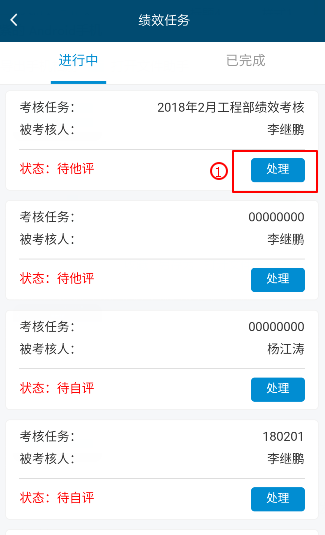 绩效任务
进行中 已完成
考核任务： 2018年2月工程部绩效考核
被考核人： 李继鹏
状态：待他评 ① 处理
考核任务： 00000000
被考核人： 李继鹏
状态：待他评 处理
考核任务： 00000000
被考核人： 杨江涛
状态：待自评 处理
考核任务： 180201
被考核人： 李继鹏
状态：待自评 处理